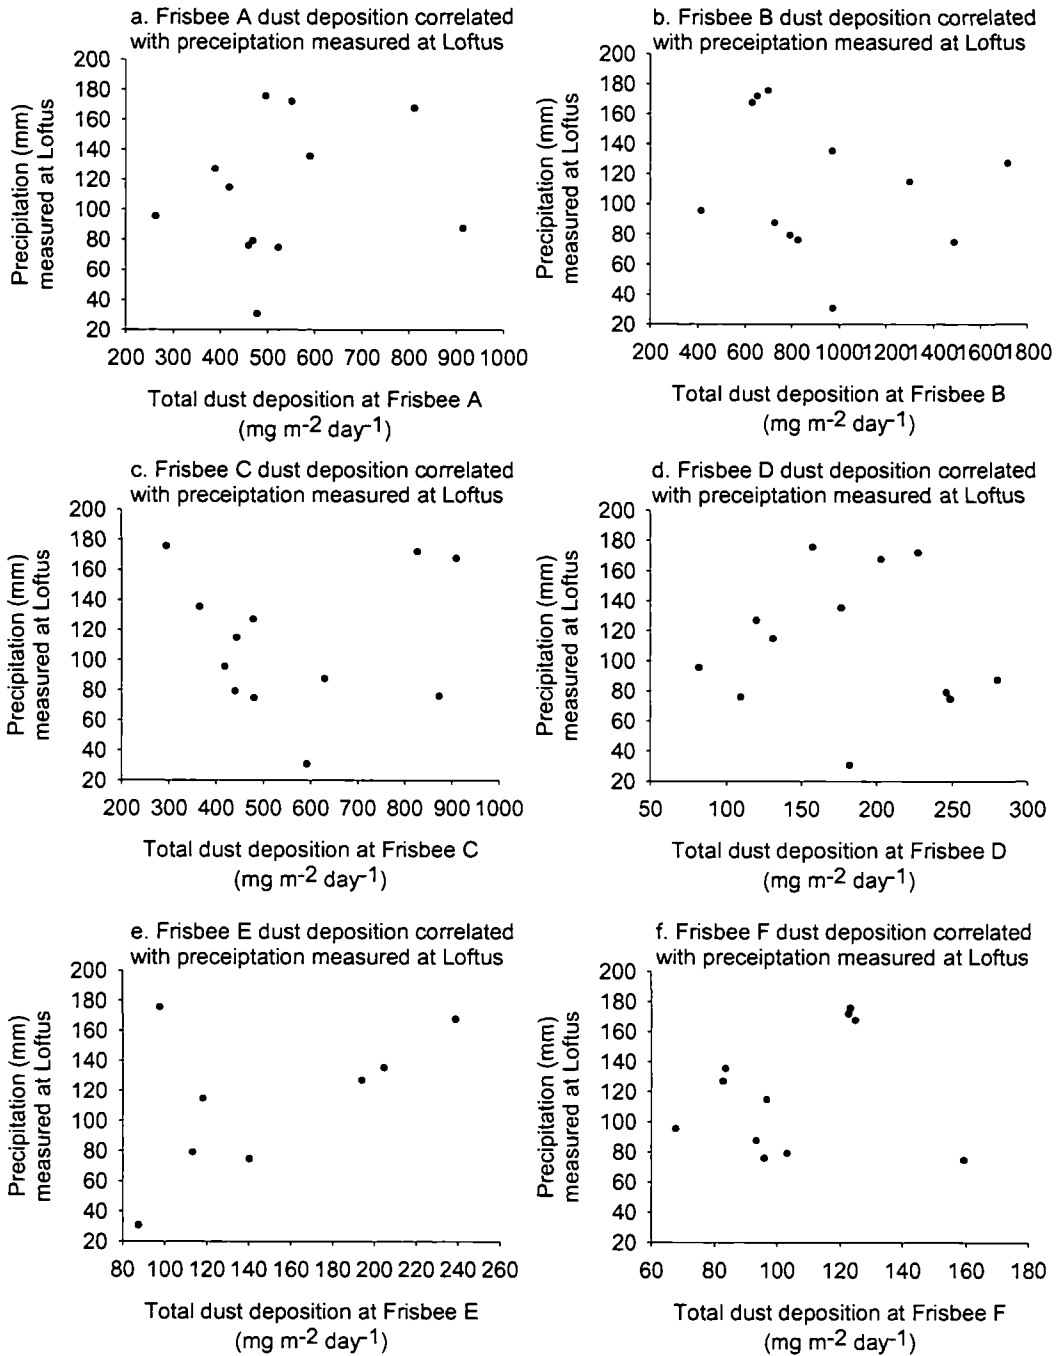 a. Frisbee A dust deposition correlated
with preceiptation measured at Loftus
Precipitation (mm)
measured at Loftus
200
180
160
140
120
100
80
60
40
20
200 300 400 500 600 700 800 900 1000
Total dust deposition at Frisbee A
(mg m-2 day-1)
b. Frisbee B dust deposition correlated
with preceiptation measured at Loftus
Precipitation (mm)
measured at Loftus
200
180
160
140
120
100
80
60
40
20
200 400 600 800 1000 1200 1400 1600 1800
Total dust deposition at Frisbee B
(mg m-2 day-1)
c. Frisbee C dust deposition correlated
with preceiptation measured at Loftus
Precipitation (mm)
measured at Loftus
200
180
160
140
120
100
80
60
40
20
200 300 400 500 600 700 800 900 1000
Total dust deposition at Frisbee C
(mg m-2 day-1)
d. Frisbee D dust deposition correlated
with preceiptation measured at Loftus
Precipitation (mm)
measured at Loftus
200
180
160
140
120
100
80
60
40
20
50 100 150 200 250 300
Total dust deposition at Frisbee D
(mg m-2 day-1)
e. Frisbee E dust deposition correlated
with preceiptation measured at Loftus
Precipitation (mm)
measured at Loftus
200
180
160
140
120
100
80
60
40
20
80 100 120 140 160 180 200 220 240 260
Total dust deposition at Frisbee E
(mg m-2 day-1)
f. Frisbee F dust deposition correlated
with preceiptation measured at Loftus
Precipitation (mm)
measured at Loftus
200
180
160
140
120
100
80
60
40
20
60 80 100 120 140 160 180
Total dust deposition at Frisbee F
(mg m-2 day-1)